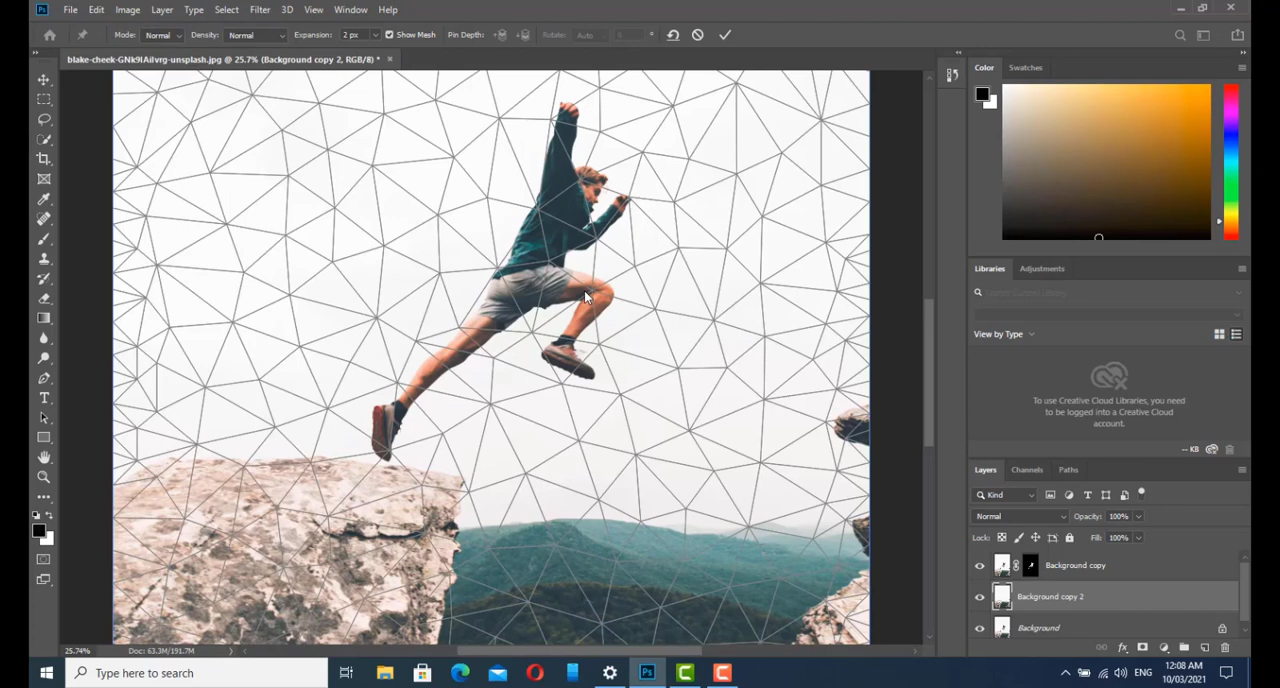 Ps File Edit Image Layer Type Select Filter 3D View Window Help
Mode: Normal Density: Normal Expansion: 2 px Show Mesh Pin Depth: Rotate: Auto 0 °
blake-cheek-GNk9IAiIvrg-unsplash.jpg @ 25.7% (Background copy 2, RGB/8) * ×
Color Swatches
Libraries Adjustments
View by Type
To use Creative Cloud Libraries, you need
to be logged into a Creative Cloud
account.
-- KB
Layers Channels Paths
Kind
Normal Opacity: 100%
Lock: Fill: 100%
Background copy
Background copy 2
Background
25.74% Doc: 63.3M/191.7M
Type here to search
Ps
ENG
12:08 AM
10/03/2021